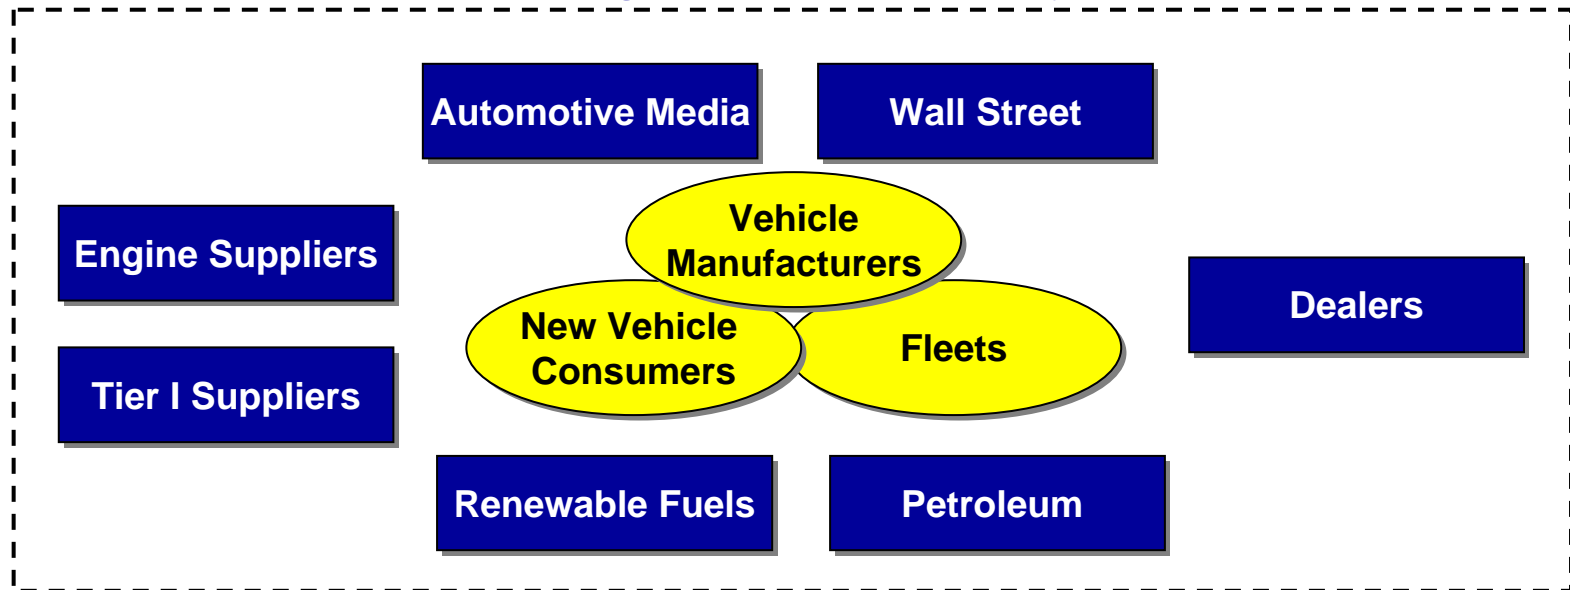 Automotive Media
Wall Street
Vehicle
Manufacturers
Engine Suppliers
Dealers
New Vehicle
Consumers
Fleets
Tier I Suppliers
Renewable Fuels
Petroleum